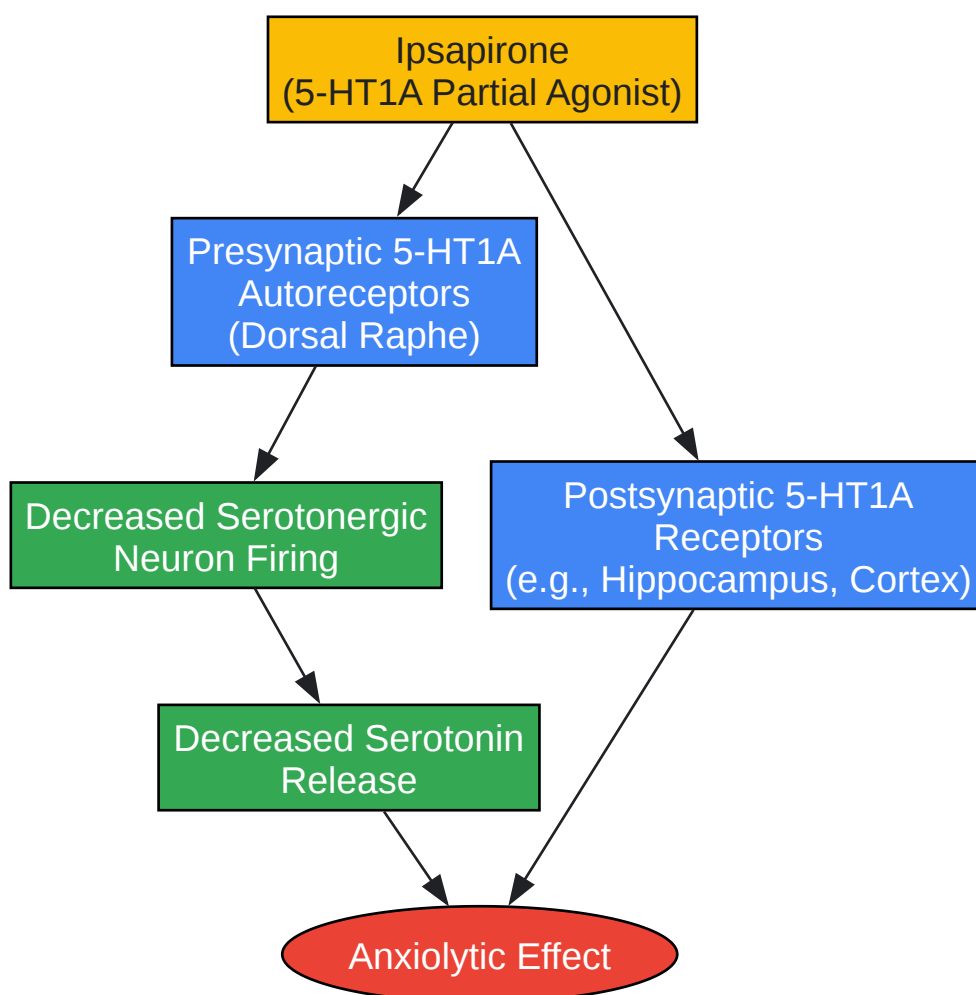 Ipsapirone
(5-HT1A Partial Agonist)
Presynaptic 5-HT1A
Autoreceptors
(Dorsal Raphe)
Decreased Serotonergic
Neuron Firing
Postsynaptic 5-HT1A
Receptors
(e.g., Hippocampus, Cortex)
Decreased Serotonin
Release
Anxiolytic Effect